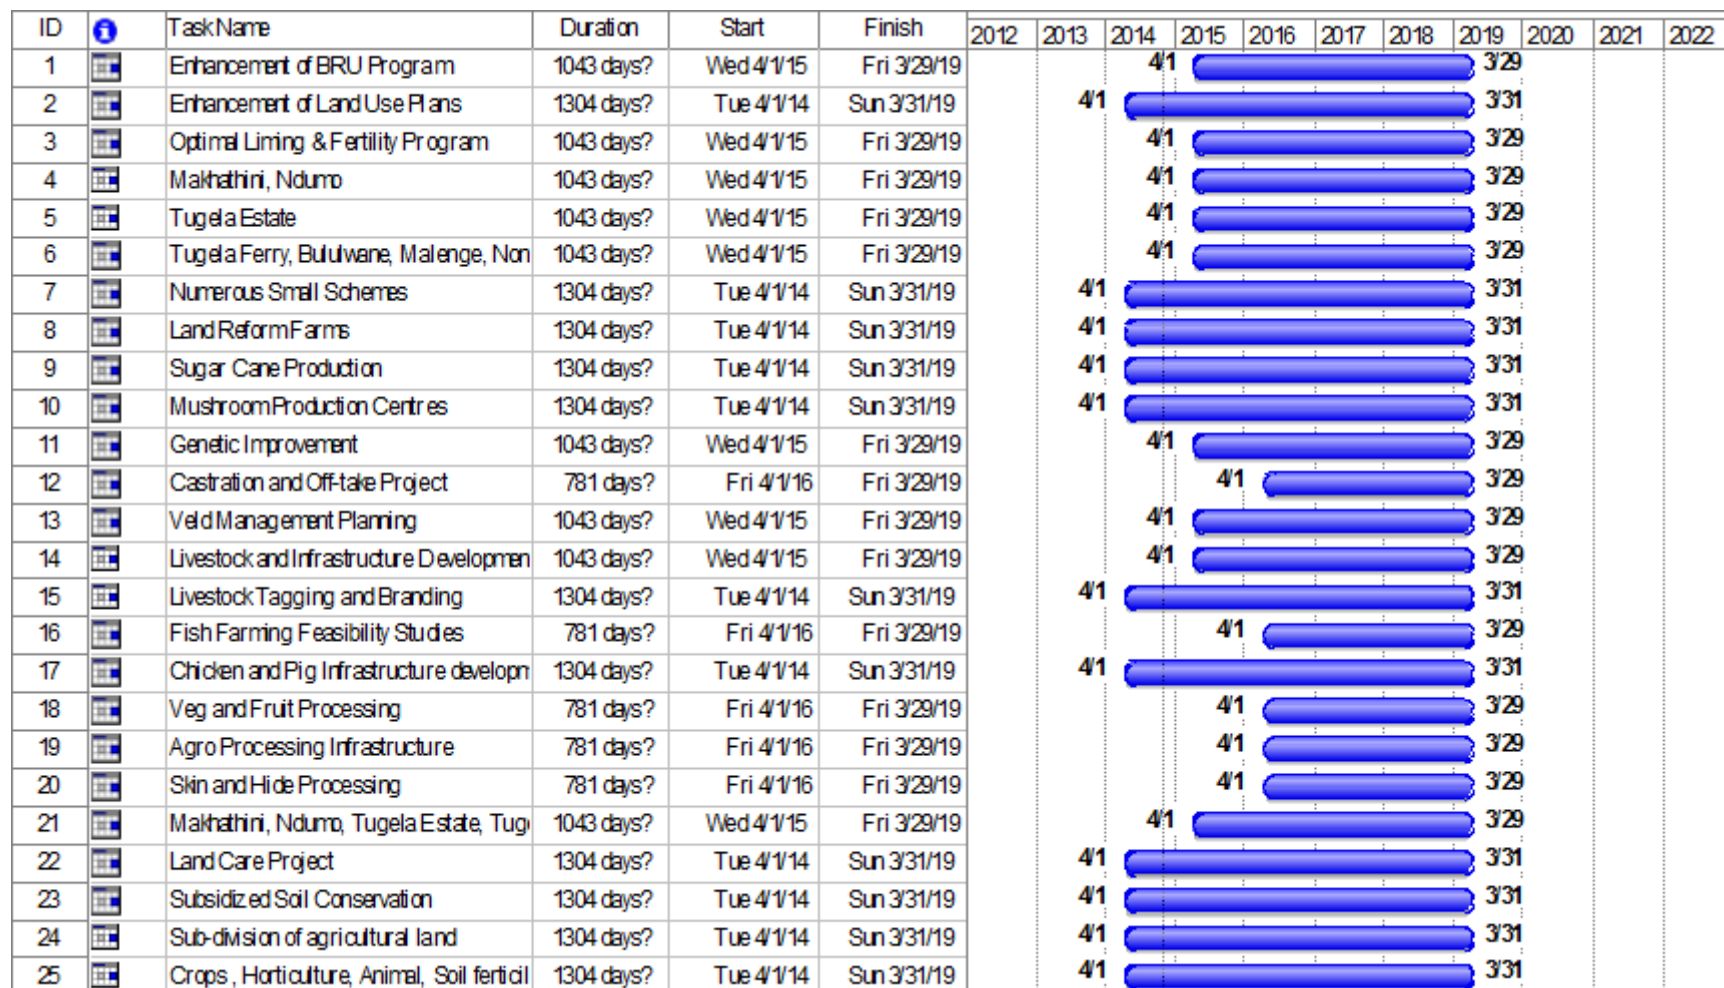 ID i Task Name Duration Start Finish 2012 2013 2014 2015 2016 2017 2018 2019 2020 2021 2022
1 Enhancement of BRU Program 1043 days? Wed 4/1/15 Fri 3/29/19 4/1 3/29
2 Enhancement of Land Use Plans 1304 days? Tue 4/1/14 Sun 3/31/19 4/1 3/31
3 Optimal Liming & Fertility Program 1043 days? Wed 4/1/15 Fri 3/29/19 4/1 3/29
4 Makhathini, Ndumo 1043 days? Wed 4/1/15 Fri 3/29/19 4/1 3/29
5 Tugela Estate 1043 days? Wed 4/1/15 Fri 3/29/19 4/1 3/29
6 Tugela Ferry, Bululwane, Malenge, Non 1043 days? Wed 4/1/15 Fri 3/29/19 4/1 3/29
7 Numerous Small Schemes 1304 days? Tue 4/1/14 Sun 3/31/19 4/1 3/31
8 Land Reform Farms 1304 days? Tue 4/1/14 Sun 3/31/19 4/1 3/31
9 Sugar Cane Production 1304 days? Tue 4/1/14 Sun 3/31/19 4/1 3/31
10 Mushroom Production Centres 1304 days? Tue 4/1/14 Sun 3/31/19 4/1 3/31
11 Genetic Improvement 1043 days? Wed 4/1/15 Fri 3/29/19 4/1 3/29
12 Castration and Off-take Project 781 days? Fri 4/1/16 Fri 3/29/19 4/1 3/29
13 Veld Management Planning 1043 days? Wed 4/1/15 Fri 3/29/19 4/1 3/29
14 Livestock and Infrastructure Developmen 1043 days? Wed 4/1/15 Fri 3/29/19 4/1 3/29
15 Livestock Tagging and Branding 1304 days? Tue 4/1/14 Sun 3/31/19 4/1 3/31
16 Fish Farming Feasibility Studies 781 days? Fri 4/1/16 Fri 3/29/19 4/1 3/29
17 Chicken and Pig Infrastructure developm 1304 days? Tue 4/1/14 Sun 3/31/19 4/1 3/31
18 Veg and Fruit Processing 781 days? Fri 4/1/16 Fri 3/29/19 4/1 3/29
19 Agro Processing Infrastructure 781 days? Fri 4/1/16 Fri 3/29/19 4/1 3/29
20 Skin and Hide Processing 781 days? Fri 4/1/16 Fri 3/29/19 4/1 3/29
21 Makhathini, Ndumo, Tugela Estate, Tug 1043 days? Wed 4/1/15 Fri 3/29/19 4/1 3/29
22 Land Care Project 1304 days? Tue 4/1/14 Sun 3/31/19 4/1 3/31
23 Subsidized Soil Conservation 1304 days? Tue 4/1/14 Sun 3/31/19 4/1 3/31
24 Sub-division of agricultural land 1304 days? Tue 4/1/14 Sun 3/31/19 4/1 3/31
25 Crops, Horticulture, Animal, Soil ferticil 1304 days? Tue 4/1/14 Sun 3/31/19 4/1 3/31